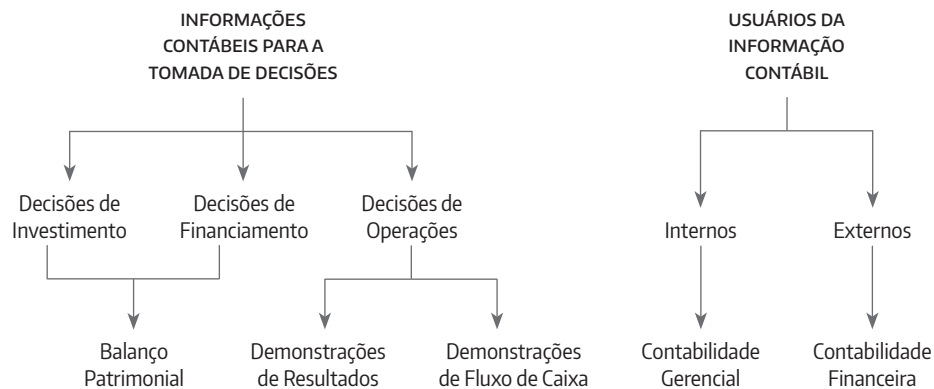 INFORMAÇÕES
CONTÁBEIS PARA A
TOMADA DE DECISÕES
USUÁRIOS DA
INFORMAÇÃO
CONTÁBIL
Decisões de
Investimento
Decisões de
Financiamento
Decisões de
Operações
Internos
Externos
Balanço
Patrimonial
Demonstrações
de Resultados
Demonstrações
de Fluxo de Caixa
Contabilidade
Gerencial
Contabilidade
Financeira